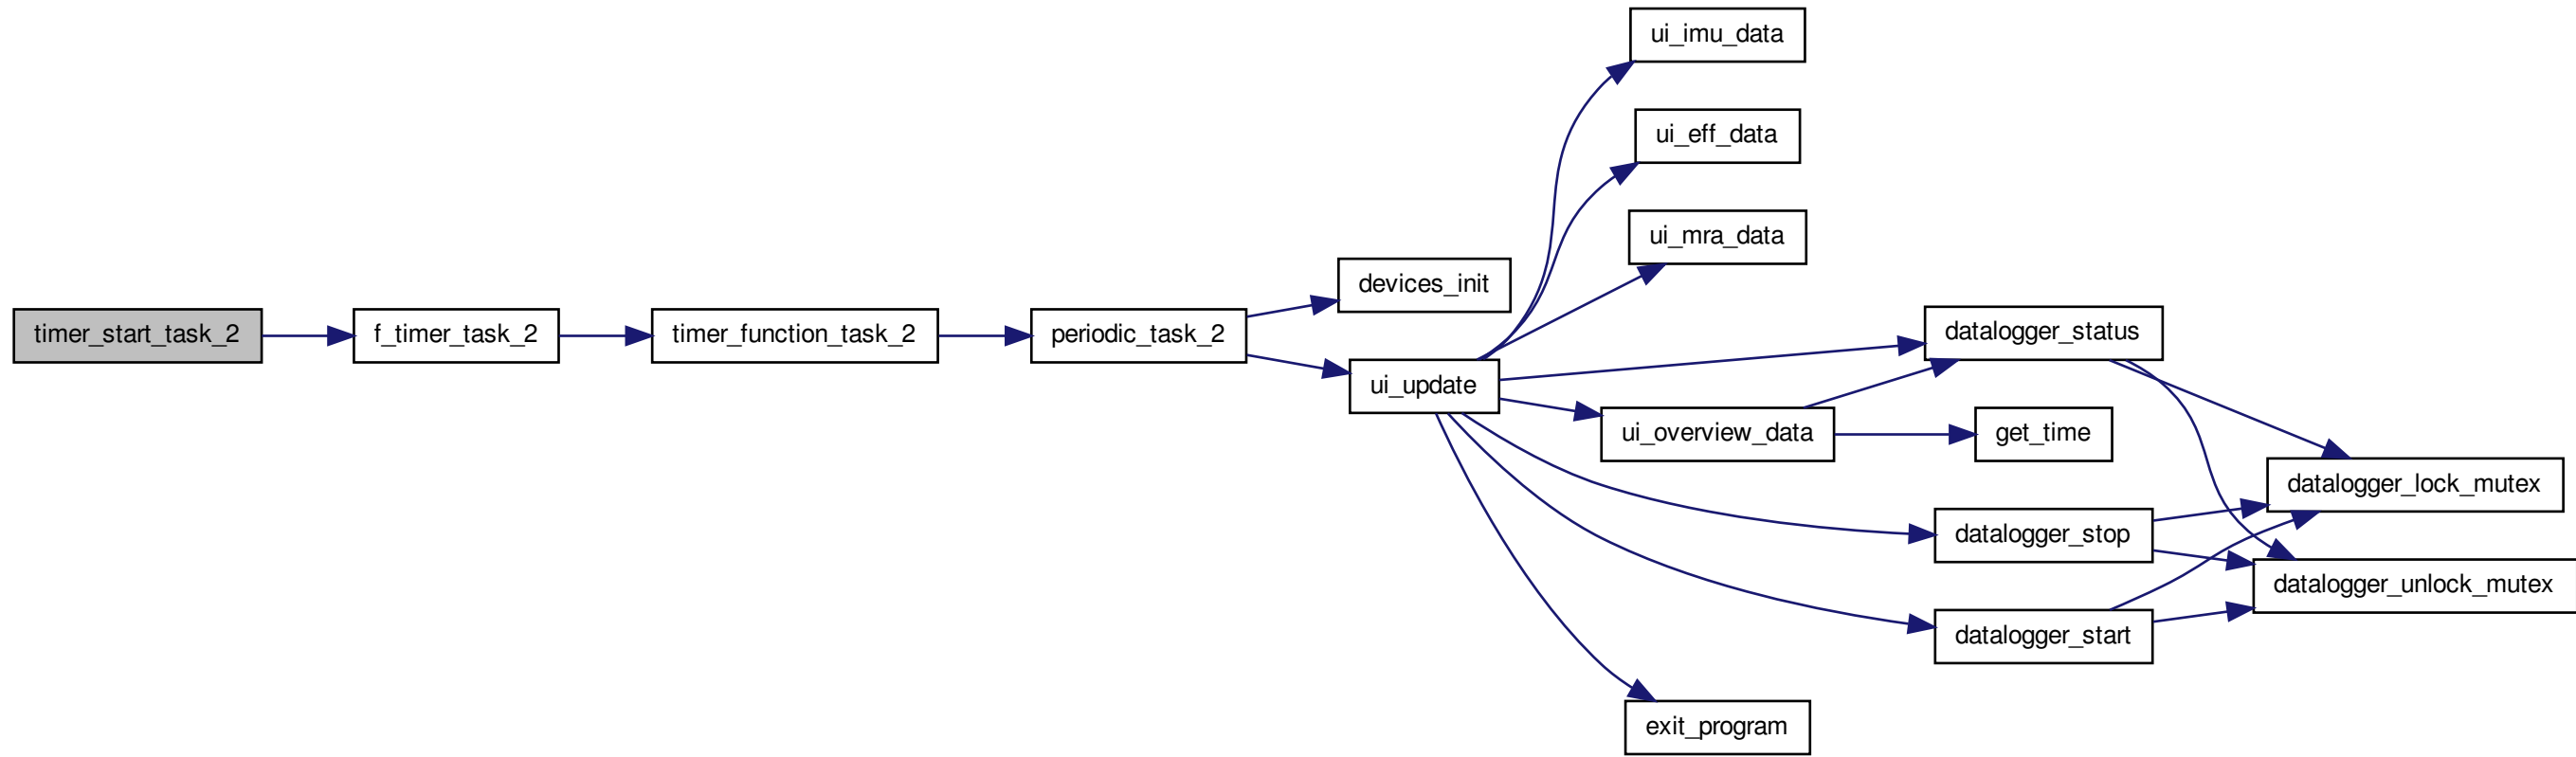 timer_start_task_2
f_timer_task_2
timer_function_task_2
periodic_task_2
devices_init
ui_update
ui_imu_data
ui_eff_data
ui_mra_data
ui_overview_data
exit_program
datalogger_status
get_time
datalogger_stop
datalogger_start
datalogger_lock_mutex
datalogger_unlock_mutex